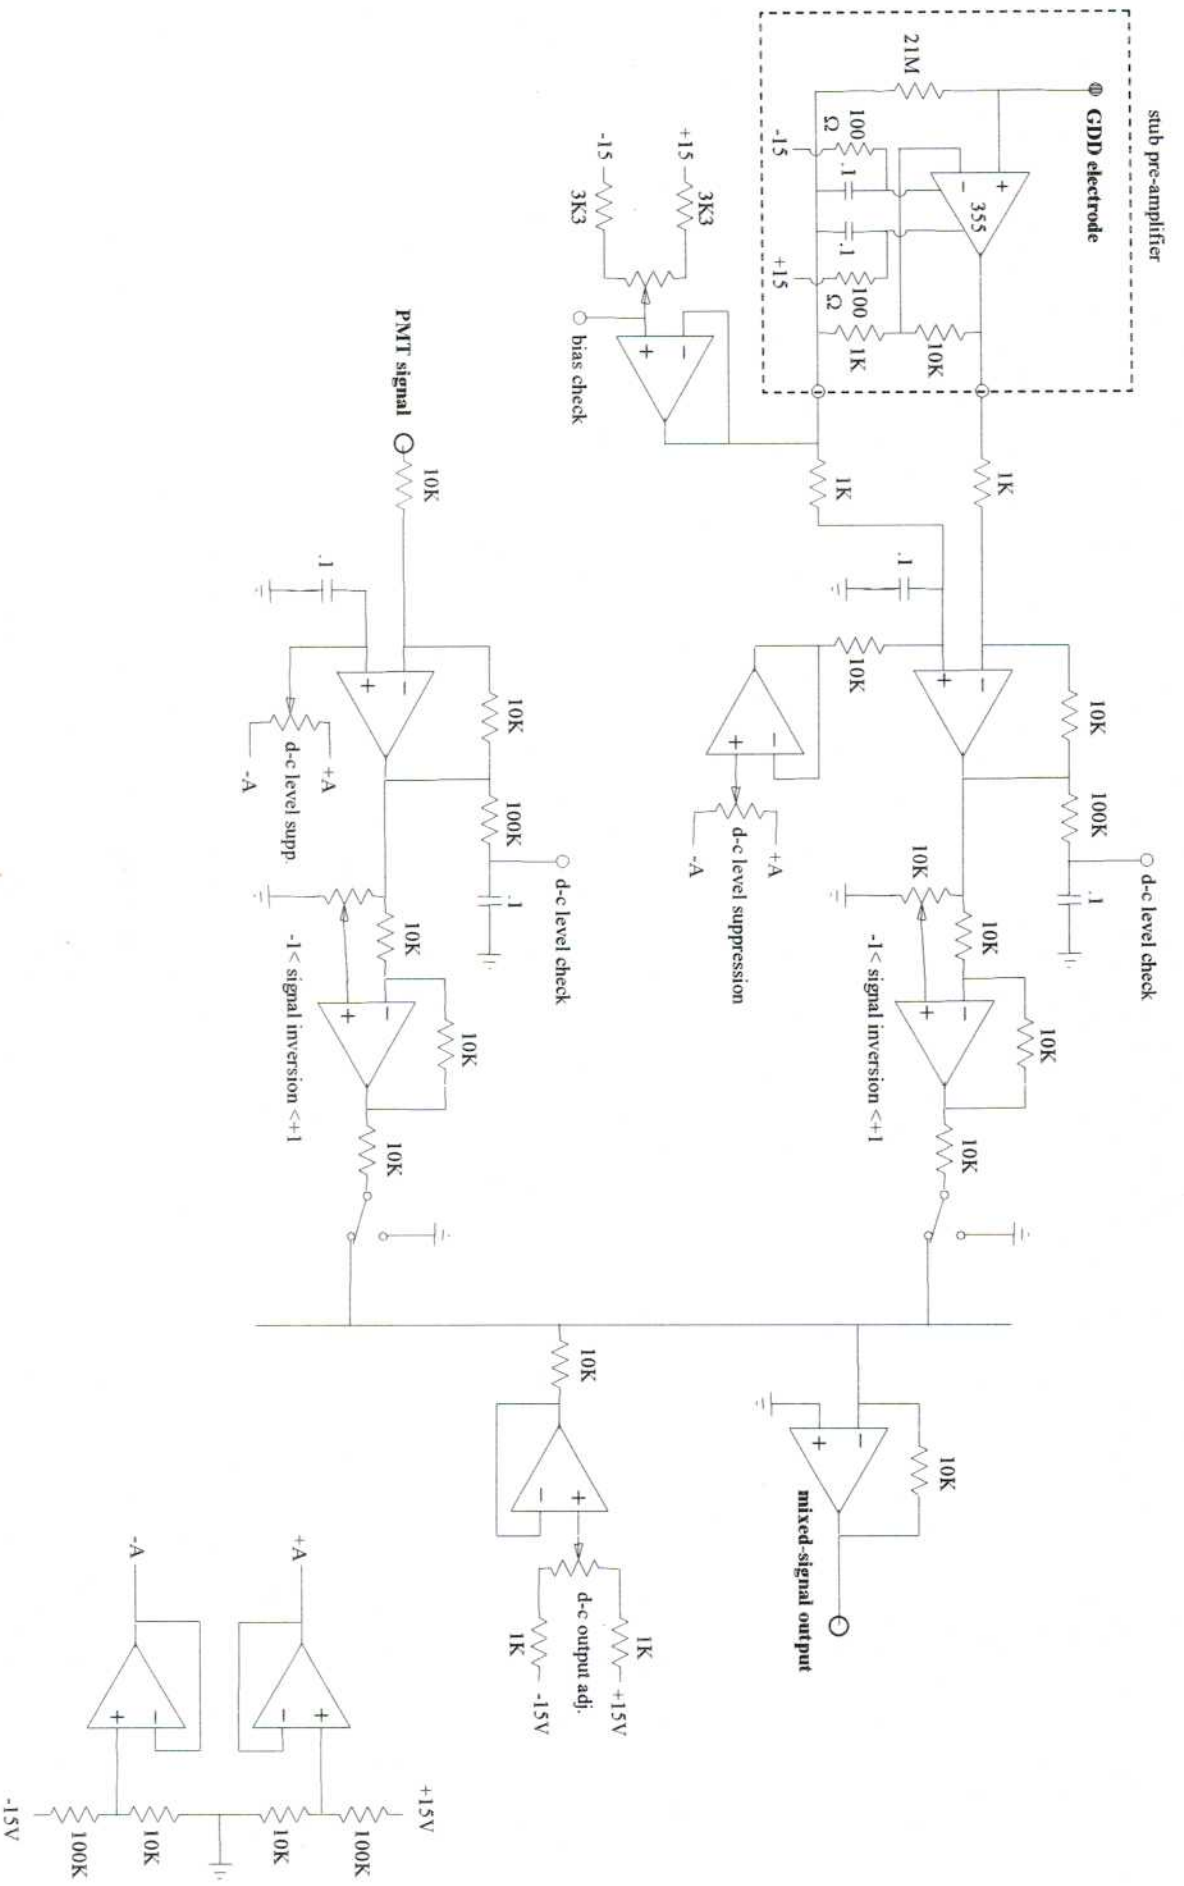 stub pre-amplifier
GDD electrode
21M
+
−
355
100
Ω
-15
.1
.1
100
Ω
+15
10K
1K
+15
3K3
-15
3K3
−
+
bias check
1K
1K
.1
10K
−
+
10K
100K
.1
d-c level check
−
+
d-c level suppression
+A
-A
10K
10K
10K
−
+
-1< signal inversion <+1
10K
PMT signal
10K
.1
−
+
10K
100K
.1
d-c level check
d-c level supp.
+A
-A
10K
10K
−
+
-1< signal inversion <+1
10K
10K
−
+
mixed-signal output
10K
+
−
d-c output adj.
1K
+15V
1K
-15V
+A
−
+
-A
−
+
+15V
100K
10K
10K
100K
-15V